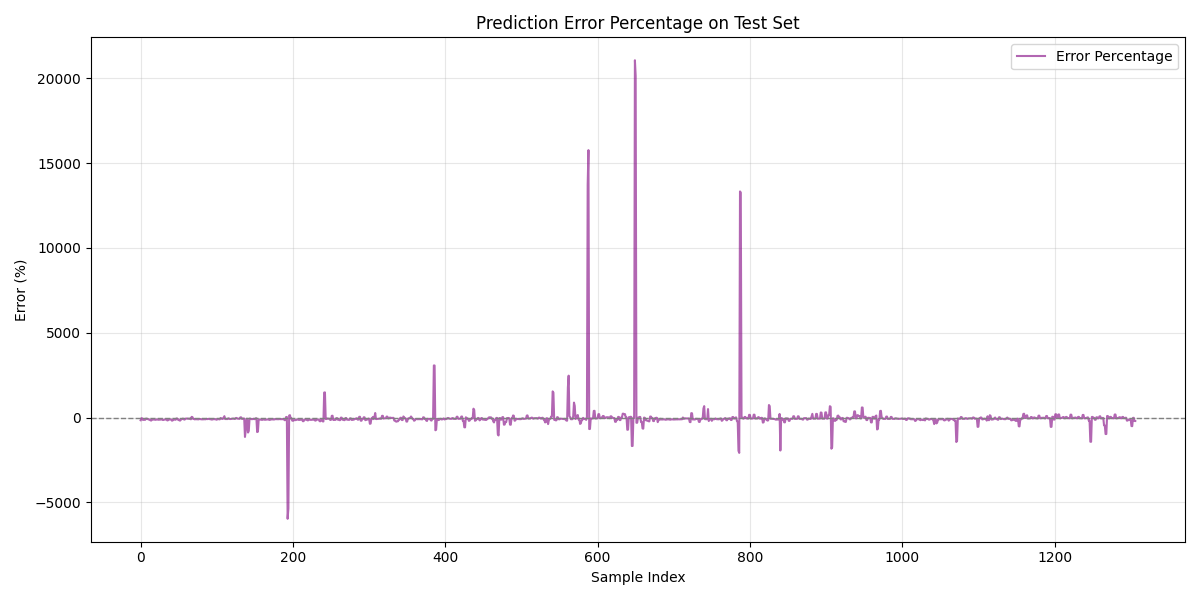 Prediction Error Percentage on Test Set
Error Percentage
20000
15000
10000
5000
0
−5000
Error (%)
0 200 400 600 800 1000 1200
Sample Index